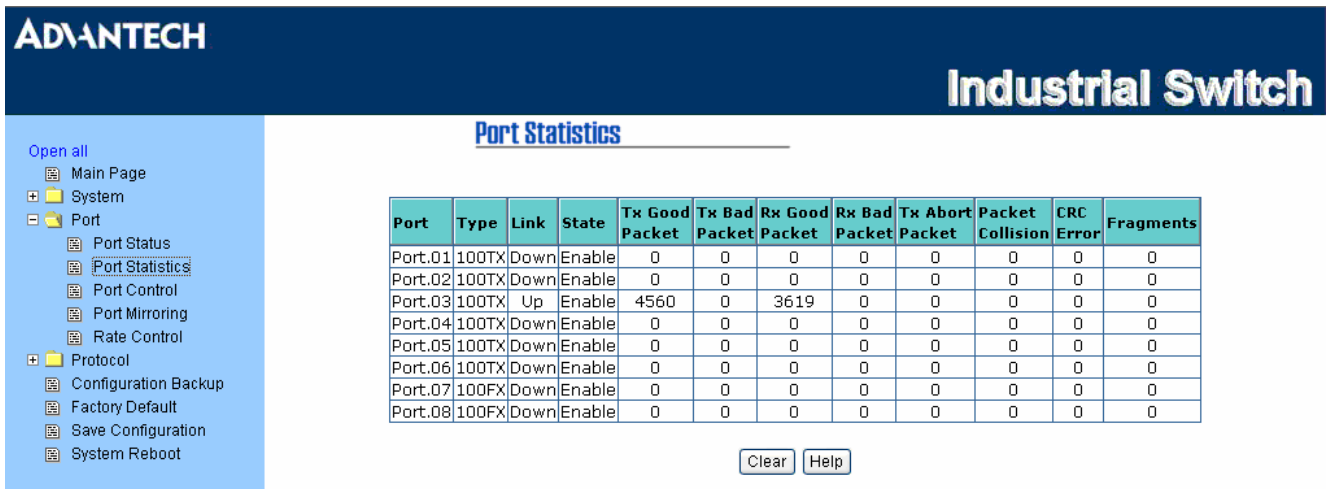 ADVANTECH
Industrial Switch
Open all
Main Page
System
Port
Port Status
Port Statistics
Port Control
Port Mirroring
Rate Control
Protocol
Configuration Backup
Factory Default
Save Configuration
System Reboot
Port Statistics
Port Type Link State Tx Good Packet Tx Bad Packet Rx Good Packet Rx Bad Packet Tx Abort Packet Packet Collision CRC Error Fragments
Port.01 100TX Down Enable 0 0 0 0 0 0 0 0
Port.02 100TX Down Enable 0 0 0 0 0 0 0 0
Port.03 100TX Up Enable 4560 0 3619 0 0 0 0 0
Port.04 100TX Down Enable 0 0 0 0 0 0 0 0
Port.05 100TX Down Enable 0 0 0 0 0 0 0 0
Port.06 100TX Down Enable 0 0 0 0 0 0 0 0
Port.07 100FX Down Enable 0 0 0 0 0 0 0 0
Port.08 100FX Down Enable 0 0 0 0 0 0 0 0
Clear Help